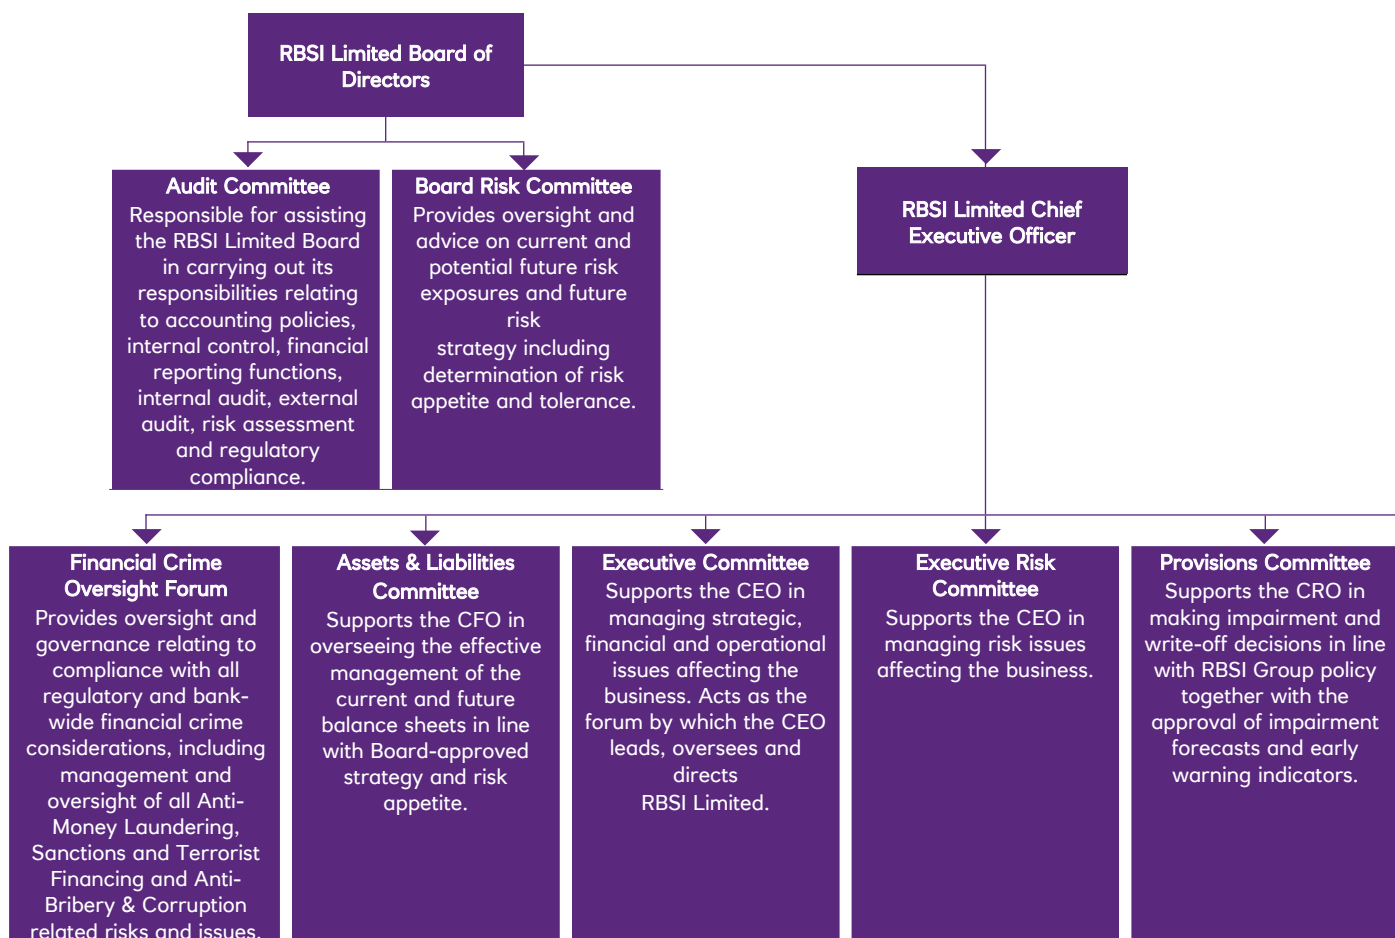 RBSI Limited Board of
Directors
Audit Committee
Responsible for assisting
the RBSI Limited Board
in carrying out its
responsibilities relating
to accounting policies,
internal control, financial
reporting functions,
internal audit, external
audit, risk assessment
and regulatory
compliance.
Board Risk Committee
Provides oversight and
advice on current and
potential future risk
exposures and future
risk
strategy including
determination of risk
appetite and tolerance.
RBSI Limited Chief
Executive Officer
Financial Crime
Oversight Forum
Provides oversight and
governance relating to
compliance with all
regulatory and bank-
wide financial crime
considerations, including
management and
oversight of all Anti-
Money Laundering,
Sanctions and Terrorist
Financing and Anti-
Bribery & Corruption
related risks and issues.
Assets & Liabilities
Committee
Supports the CFO in
overseeing the effective
management of the
current and future
balance sheets in line
with Board-approved
strategy and risk
appetite.
Executive Committee
Supports the CEO in
managing strategic,
financial and operational
issues affecting the
business. Acts as the
forum by which the CEO
leads, oversees and
directs
RBSI Limited.
Executive Risk
Committee
Supports the CEO in
managing risk issues
affecting the business.
Provisions Committee
Supports the CRO in
making impairment and
write-off decisions in line
with RBSI Group policy
together with the
approval of impairment
forecasts and early
warning indicators.